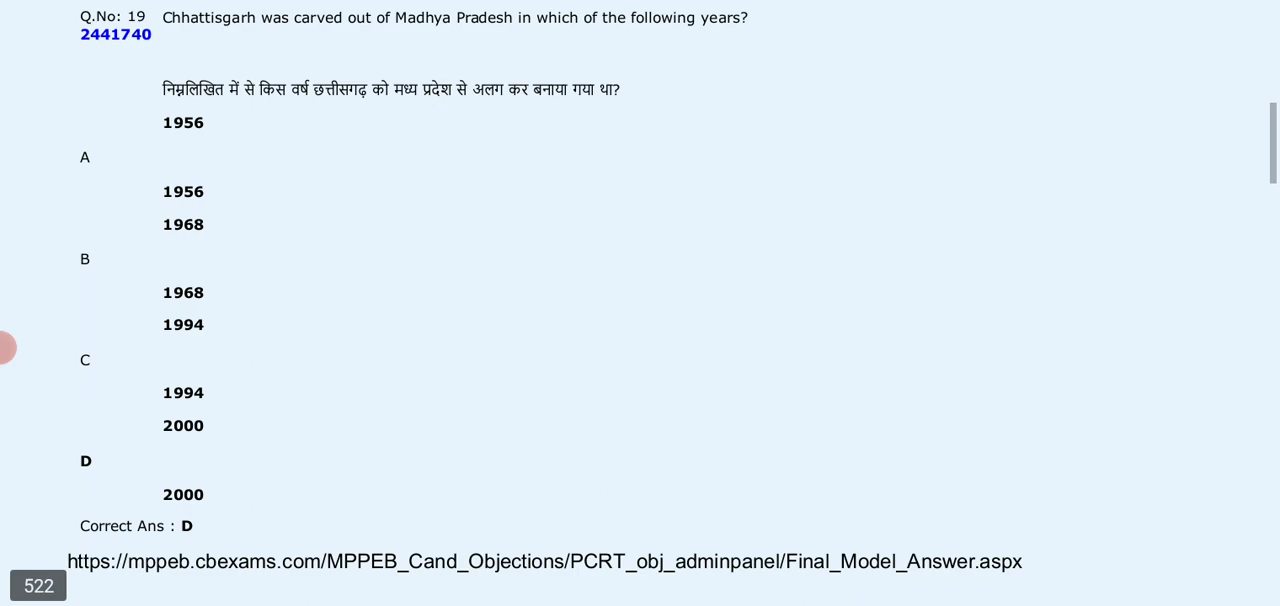 Q.No: 19 Chhattisgarh was carved out of Madhya Pradesh in which of the following years?
2441740
निम्नलिखित में से किस वर्ष छत्तीसगढ़ को मध्य प्रदेश से अलग कर बनाया गया था?
1956
A
1956
1968
B
1968
1994
C
1994
2000
D
2000
Correct Ans : D
https://mppeb.cbexams.com/MPPEB_Cand_Objections/PCRT_obj_adminpanel/Final_Model_Answer.aspx
522